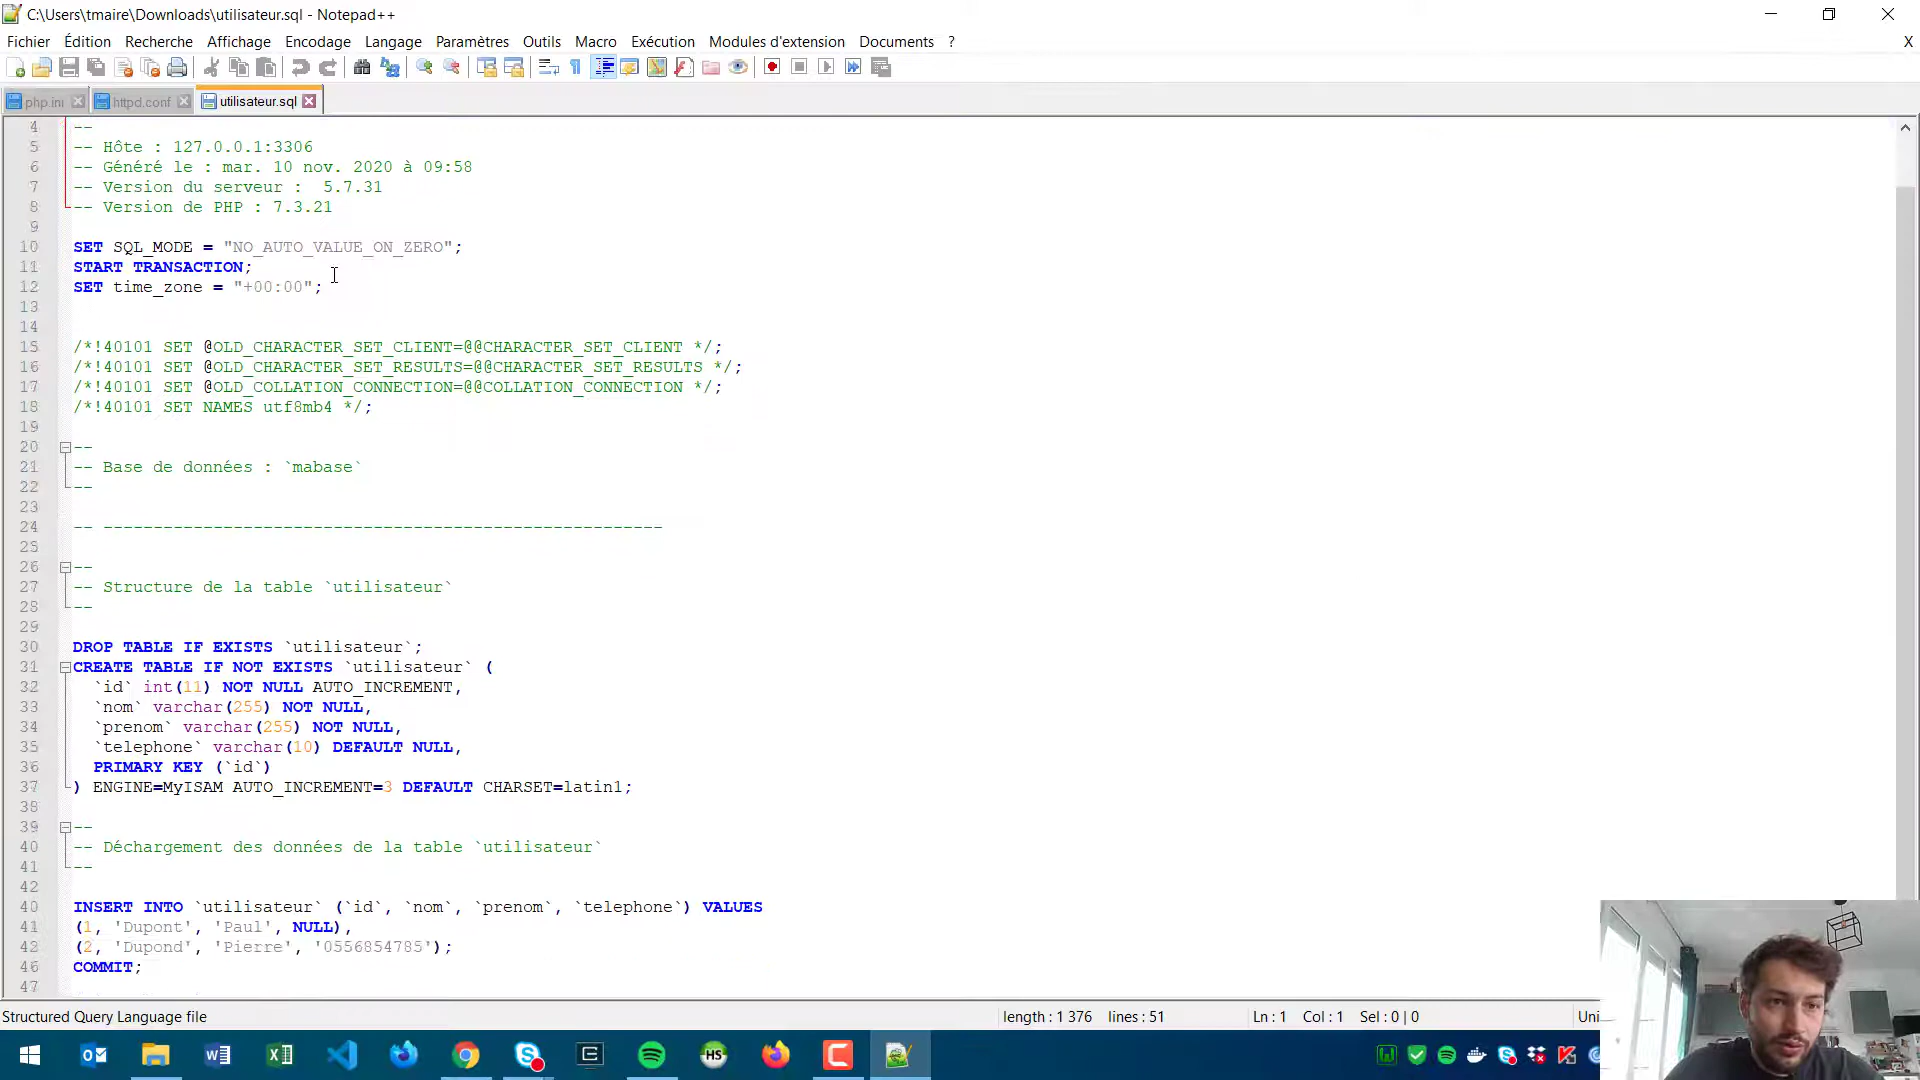 C:\Users\tmaire\Downloads\utilisateur.sql - Notepad++
Fichier Édition Recherche Affichage Encodage Langage Paramètres Outils Macro Exécution Modules d'extension Documents ? X
php.ini httpd.conf utilisateur.sql
4 --
5 -- Hôte : 127.0.0.1:3306
6 -- Généré le : mar. 10 nov. 2020 à 09:58
7 -- Version du serveur :  5.7.31
8 -- Version de PHP : 7.3.21
9
10 SET SQL_MODE = "NO_AUTO_VALUE_ON_ZERO";
11 START TRANSACTION;
12 SET time_zone = "+00:00";
13
14
15 /*!40101 SET @OLD_CHARACTER_SET_CLIENT=@@CHARACTER_SET_CLIENT */;
16 /*!40101 SET @OLD_CHARACTER_SET_RESULTS=@@CHARACTER_SET_RESULTS */;
17 /*!40101 SET @OLD_COLLATION_CONNECTION=@@COLLATION_CONNECTION */;
18 /*!40101 SET NAMES utf8mb4 */;
19
20 --
21 -- Base de données : `mabase`
22 --
23
24 -- --------------------------------------------------------
25
26 --
27 -- Structure de la table `utilisateur`
28 --
29
30 DROP TABLE IF EXISTS `utilisateur`;
31 CREATE TABLE IF NOT EXISTS `utilisateur` (
32 `id` int(11) NOT NULL AUTO_INCREMENT,
33 `nom` varchar(255) NOT NULL,
34 `prenom` varchar(255) NOT NULL,
35 `telephone` varchar(10) DEFAULT NULL,
36 PRIMARY KEY (`id`)
37 ) ENGINE=MyISAM AUTO_INCREMENT=3 DEFAULT CHARSET=latin1;
38
39 --
40 -- Déchargement des données de la table `utilisateur`
41 --
42
INSERT INTO `utilisateur` (`id`, `nom`, `prenom`, `telephone`) VALUES
(1, 'Dupont', 'Paul', NULL),
(2, 'Dupond', 'Pierre', '0556854785');
46 COMMIT;
47
Structured Query Language file length : 1 376 lines : 51 Ln : 1 Col : 1 Sel : 0 | 0 Uni